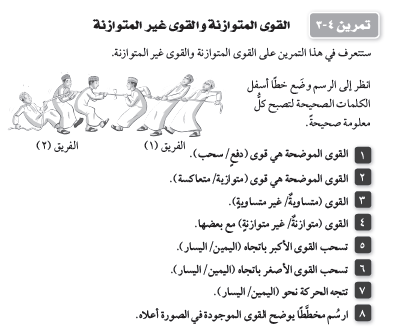 تمرين ٤-٣ القوى المتوازنة والقوى غير المتوازنة
ستتعرف في هذا التمرين على القوى المتوازنة والقوى غير المتوازنة.
انظر إلى الرسم وضَع خطًّا أسفل
الكلمات الصحيحة لتصبح كلُّ
معلومة صحيحةً.
الفريق (١) الفريق (٢)
١ القوى الموضحة هي قوى (دفعٍ/ سحب).
٢ القوى الموضحة هي قوى (متوازية/ متعاكسة).
٣ القوى (متساويةٌ/ غير متساويةٍ).
٤ القوى (متوازنةٌ/ غير متوازنةٍ) مع بعضها.
٥ تسحب القوى الأكبر باتجاه (اليمين/ اليسار).
٦ تسحب القوى الأصغر باتجاه (اليمين/ اليسار).
٧ تتجه الحركة نحو (اليمين/ اليسار).
٨ ارسُم مخطَّطًا يوضح القوى الموجودة في الصورة أعلاه.